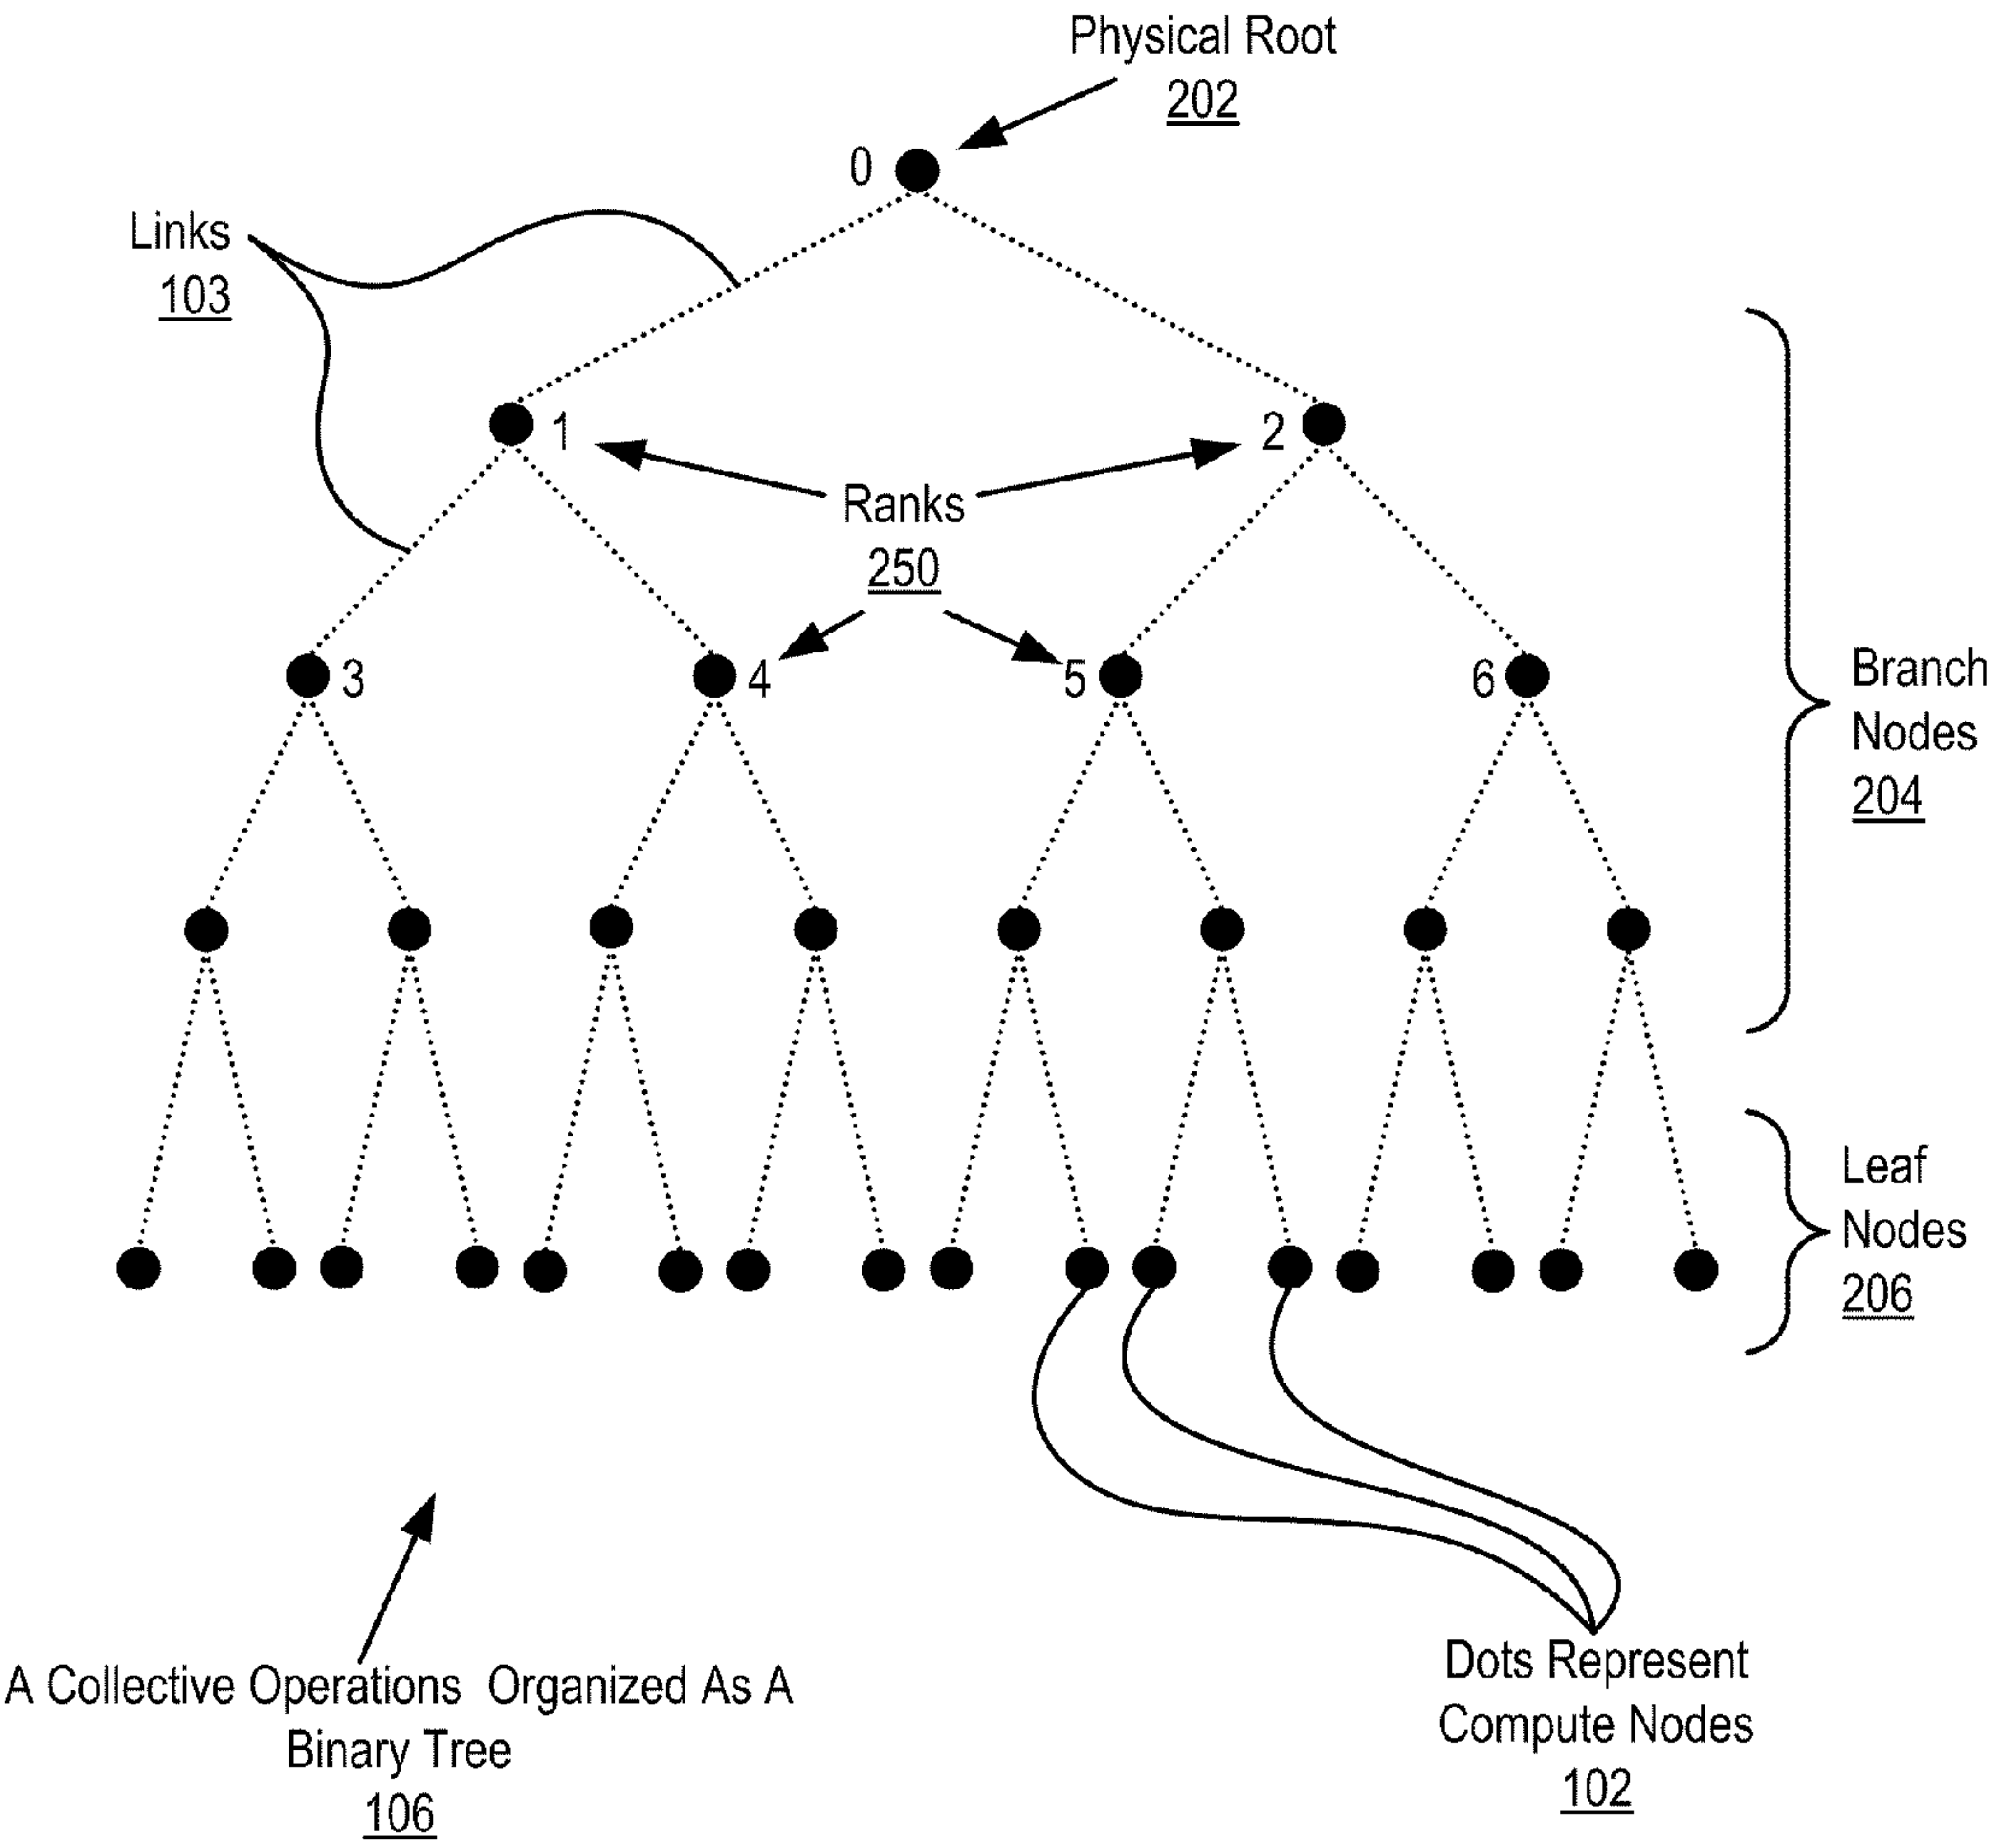 Physical Root
202
0
Links
103
1
2
Ranks
250
3
4
5
6
Branch
Nodes
204
Leaf
Nodes
206
A Collective Operations Organized As A
Binary Tree
106
Dots Represent
Compute Nodes
102